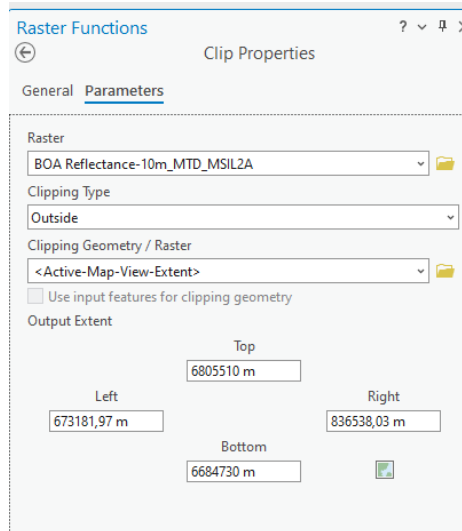 Raster Functions
Clip Properties
General Parameters
Raster
BOA Reflectance-10m_MTD_MSIL2A
Clipping Type
Outside
Clipping Geometry / Raster
<Active-Map-View-Extent>
Use input features for clipping geometry
Output Extent
Top
6805510 m
Left Right
673181,97 m 836538,03 m
Bottom
6684730 m